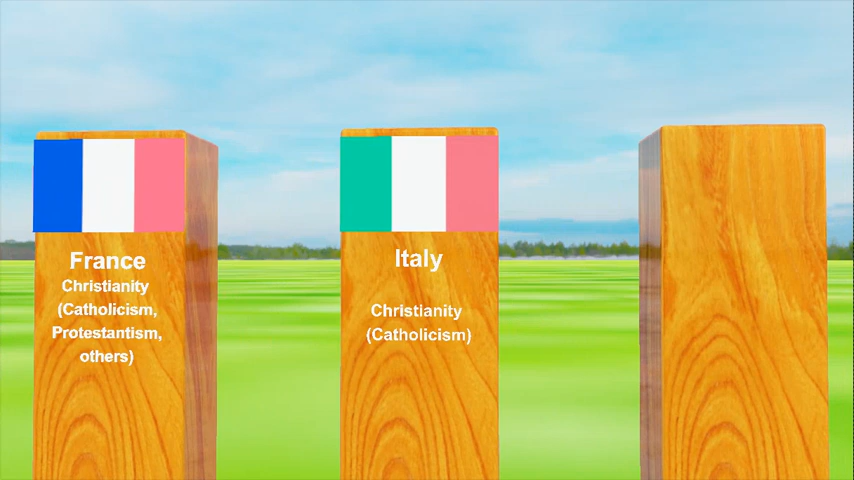 France
Christianity
(Catholicism,
Protestantism,
others)
Italy
Christianity
(Catholicism)